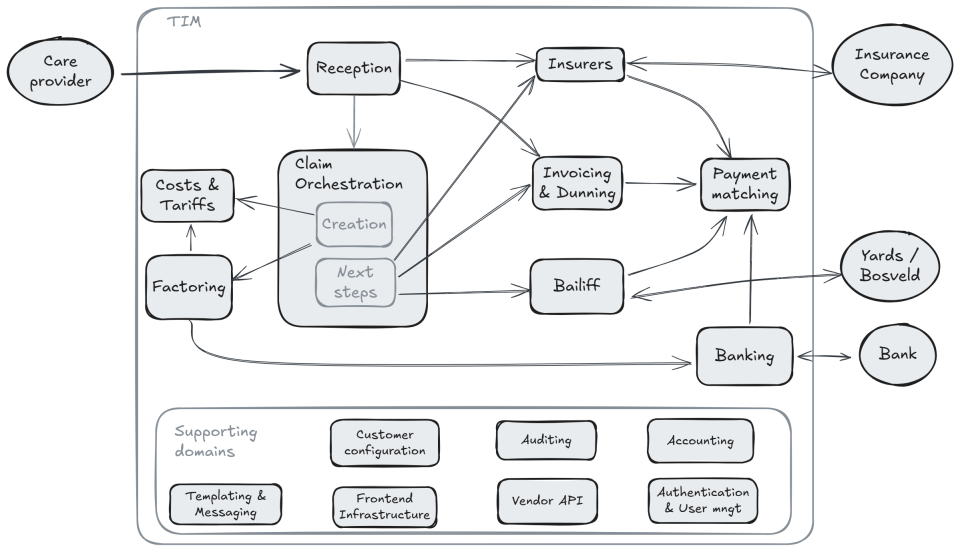 TIM
Care
provider
Reception
Insurers
Insurance
Company
Claim
Orchestration
Creation
Next
steps
Costs &
Tariffs
Factoring
Invoicing
& Dunning
Payment
matching
Bailiff
Yards /
Bosveld
Banking
Bank
Supporting
domains
Customer
configuration
Auditing
Accounting
Templating &
Messaging
Frontend
Infrastructure
Vendor API
Authentication
& User mngt